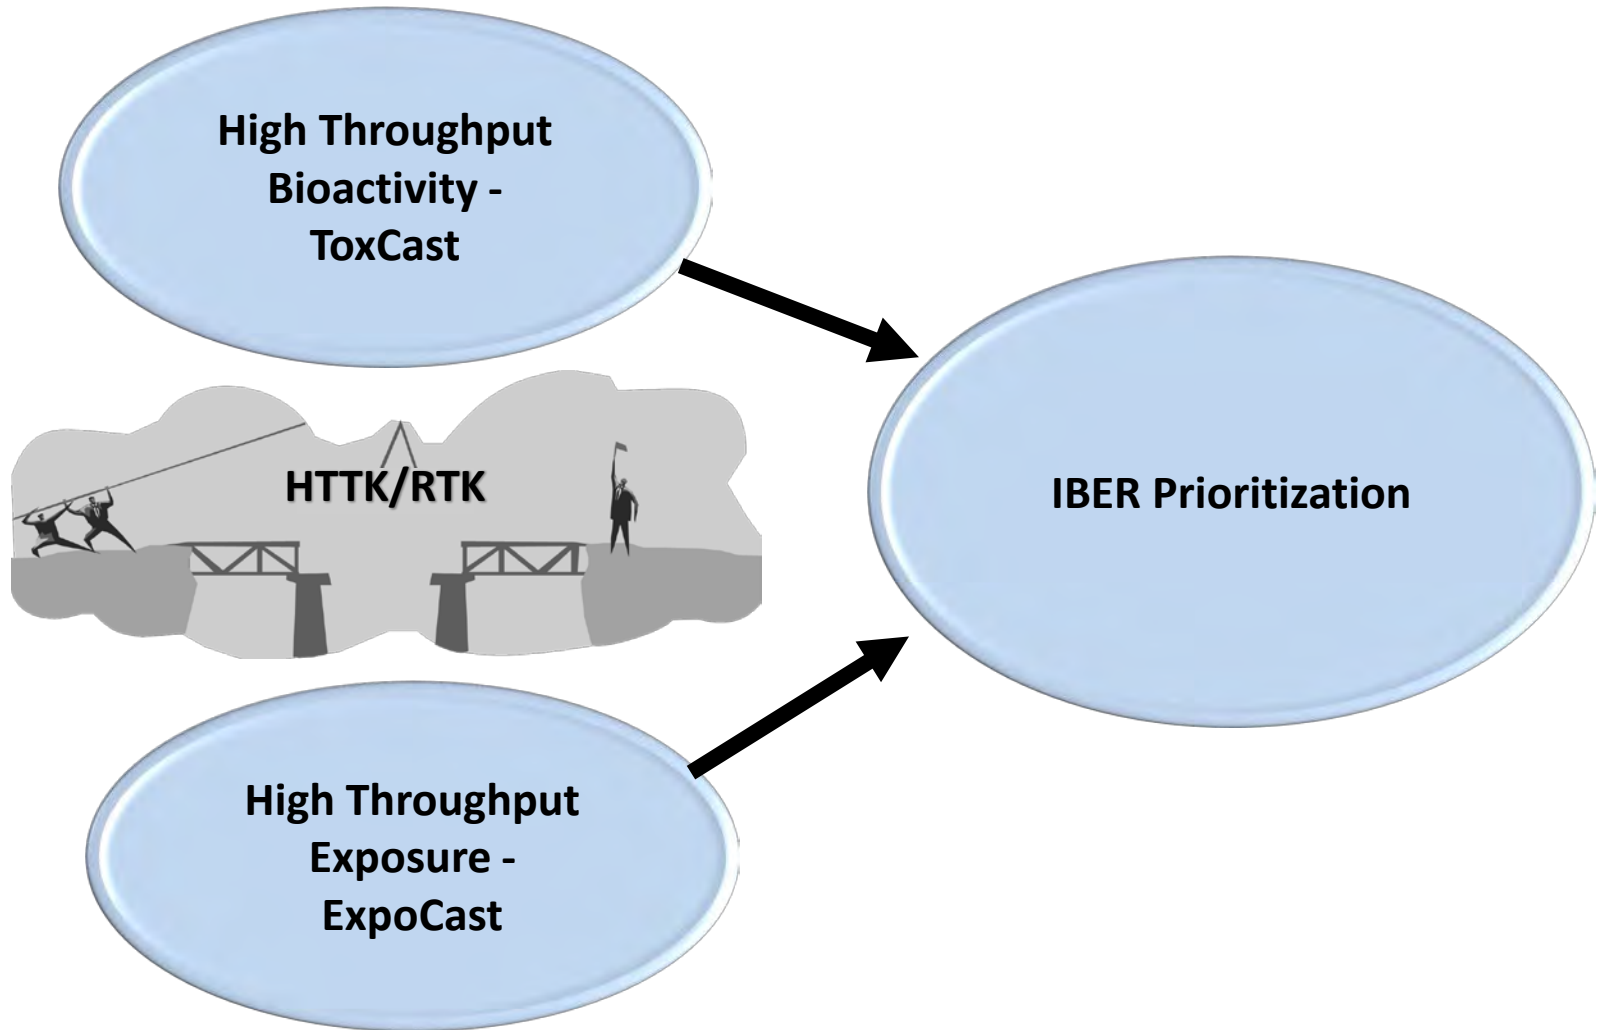 High Throughput
Bioactivity -
ToxCast
HTTK/RTK
IBER Prioritization
High Throughput
Exposure -
ExpoCast